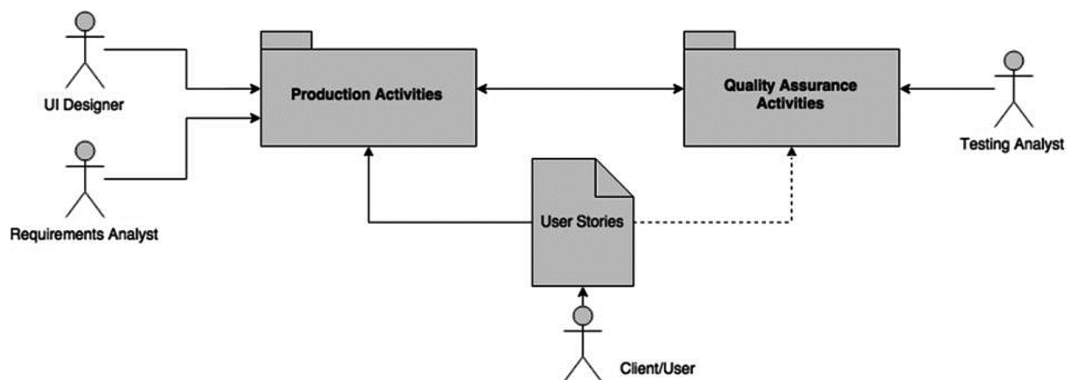 UI Designer
Requirements Analyst
Production Activities
Quality Assurance
Activities
Testing Analyst
User Stories
Client/User